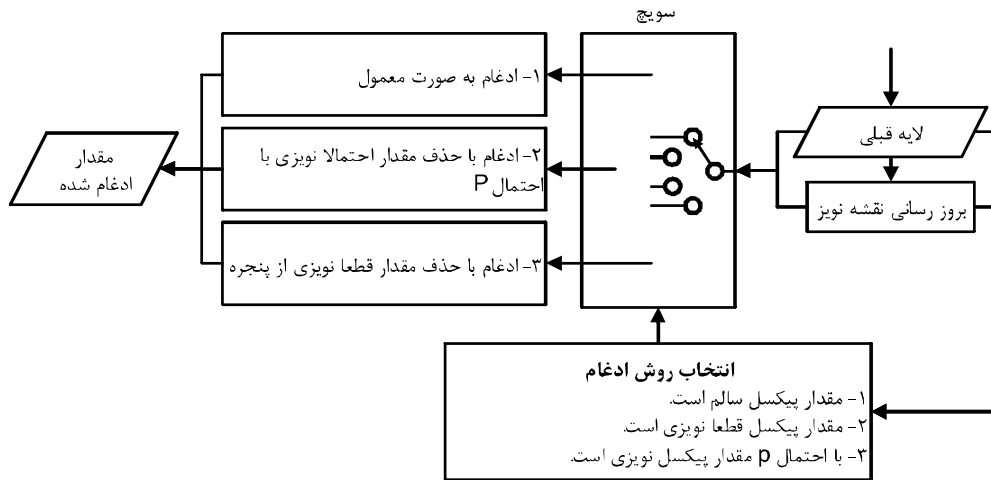 سویچ
لایه قبلی
بروز رسانی نقشه نویز
۱- ادغام به صورت معمول
۲- ادغام با حذف مقدار احتمالا نویزی با
احتمال P
۳- ادغام با حذف مقدار قطعا نویزی از پنجره
مقدار
ادغام شده
انتخاب روش ادغام
۱- مقدار پیکسل سالم است.
۲- مقدار پیکسل قطعا نویزی است.
۳- با احتمال p مقدار پیکسل نویزی است.